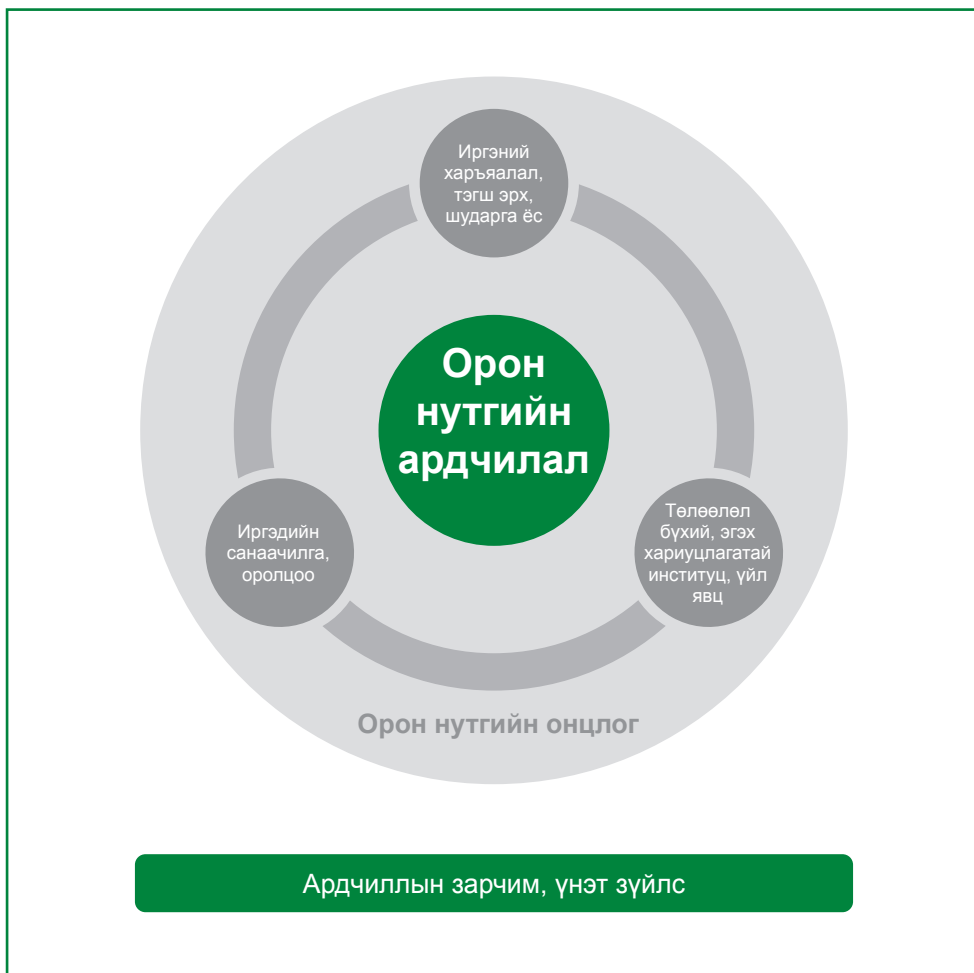 Иргэний
харъяалал,
тэгш эрх,
шударга ёс
Орон
нутгийн
ардчилал
Иргэдийн
санаачилга,
оролцоо
Төлөөлөл
бүхий, эгэх
хариуцлагатай
институц, үйл
явц
Орон нутгийн онцлог
Ардчиллын зарчим, үнэт зүйлс